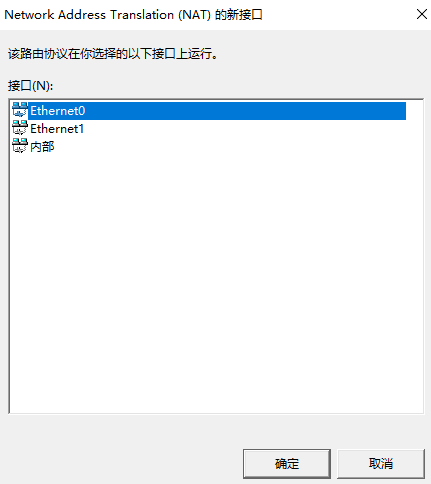 Network Address Translation (NAT) 的新接口
该路由协议在你选择的以下接口上运行。
接口(N):
Ethernet0
Ethernet1
内部
确定
取消